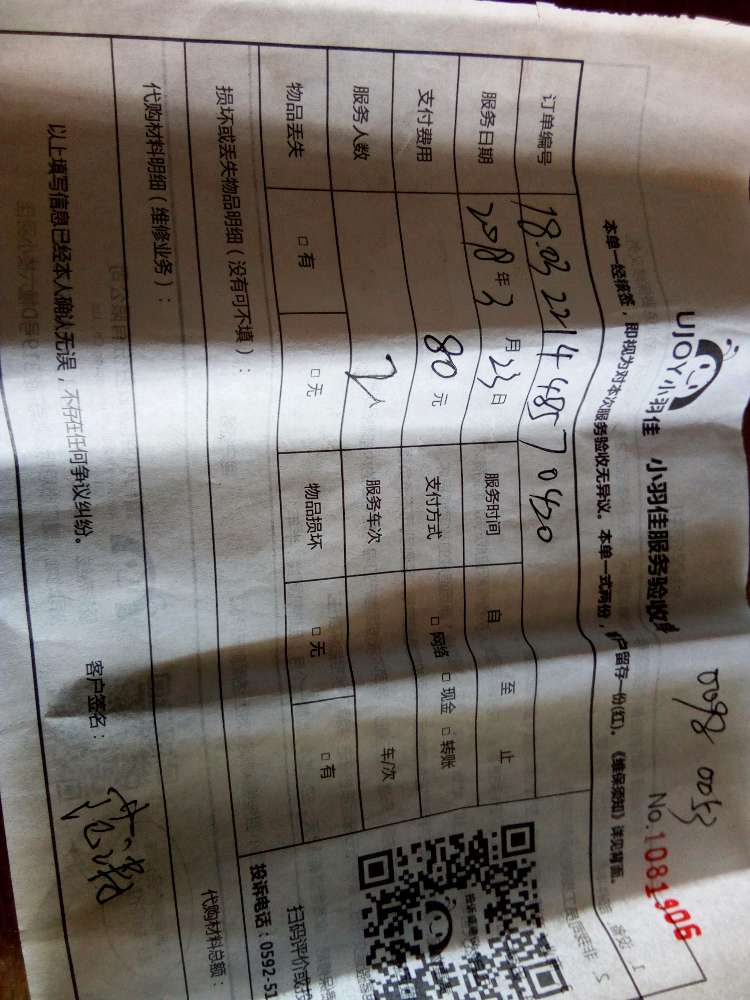 UJOY小羽佳 小羽佳服务验收单
No.1081406
本单一经核签，即视为对本次服务验收无异议。本单一式两份，客户留存一份(红)。《维保须知》详见背面。
订单编号 18.03 2214 4857 0450
服务日期 2018年3月23日 服务时间 自 至 止
支付费用 80元 支付方式 □网络 □现金 □转账
服务人数 2人 服务车次 车/次
物品丢失 □有 □无 物品损坏 □无 □有
损坏或丢失物品明细（没有可不填）：
扫码评价或投
投诉电话：0592-51
代购材料明细（维修业务）：
代购材料总额：
以上填写信息已经本人确认无误，不存在任何争议纠纷。
客户签名：